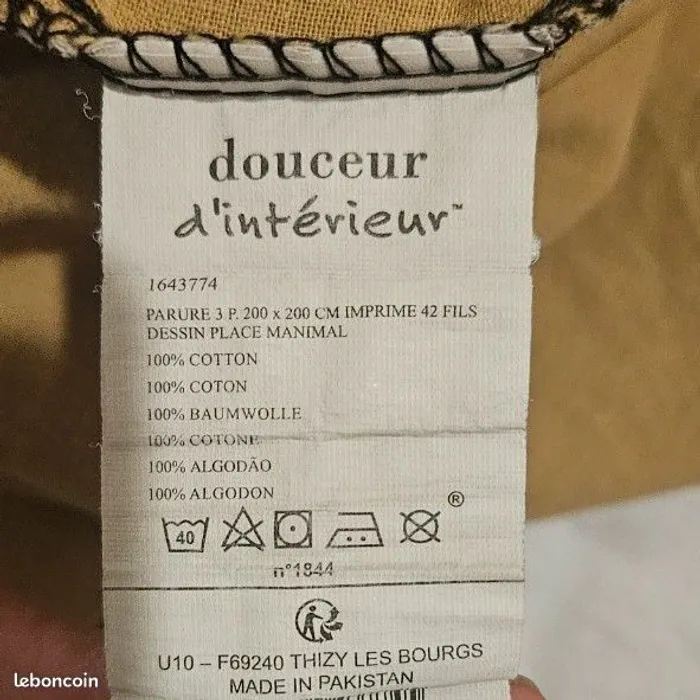 douceur
d'intérieur™
1643774
PARURE 3 P. 200 x 200 CM IMPRIME 42 FILS
DESSIN PLACE MANIMAL
100% COTTON
100% COTON
100% BAUMWOLLE
100% COTONE
100% ALGODÃO
100% ALGODON
40
®
n°1844
U10 – F69240 THIZY LES BOURGS
MADE IN PAKISTAN
leboncoin